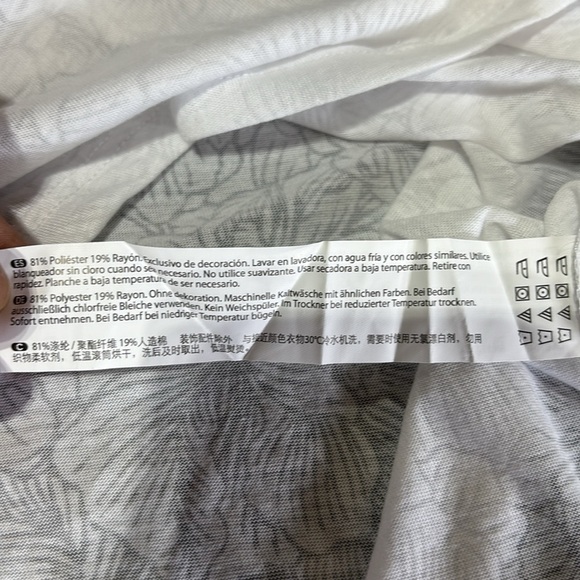 ES 81% Poliéster 19% Rayón. Exclusivo de decoración. Lavar en lavadora, con agua fría y con colores similares. Utilice
blanqueador sin cloro cuando sea necesario. No utilice suavizante. Usar secadora a baja temperatura. Retire con
rapidez. Planche a baja temperatura de ser necesario.
DE 81% Polyester 19% Rayon. Ohne dekoration. Maschinelle Kaltwäsche mit ähnlichen Farben. Bei Bedarf
ausschließlich chlorfreie Bleiche verwenden. Kein Weichspüler. Im Trockner bei reduzierter Temperatur trocknen.
Sofort entnehmen. Bei Bedarf bei niedriger Temperatur bügeln.
C 81%涤纶/聚酯纤维 19%人造棉 装饰配件除外 与相近颜色衣物30℃冷水机洗，需要时使用无氯漂白剂，勿用
织物柔软剂，低温滚筒烘干，洗后及时取出，低温熨烫。